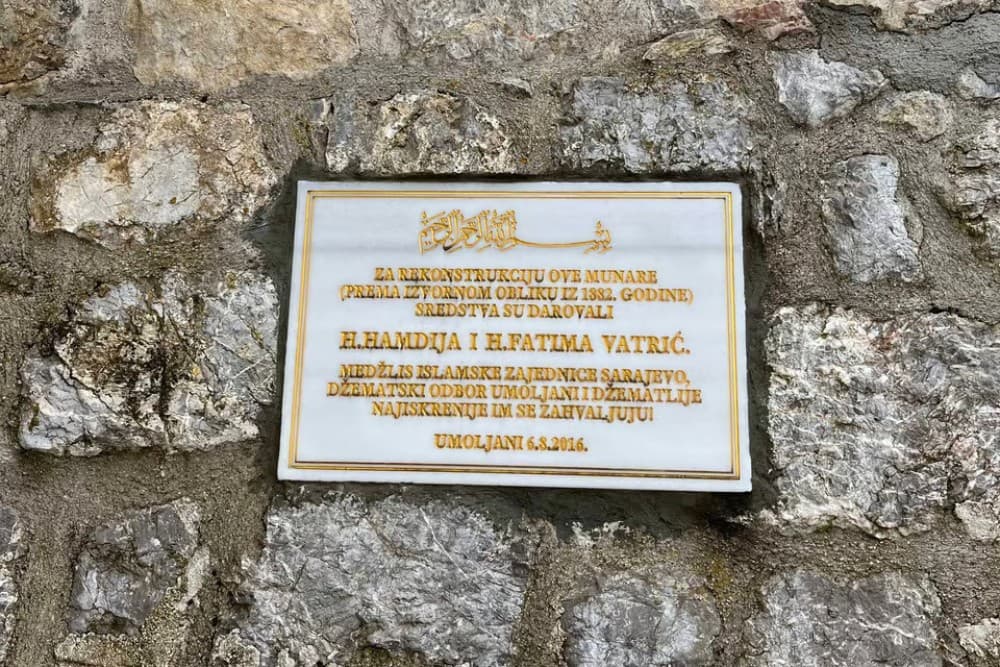 بسم الله الرحمن الرحيم
ZA REKONSTRUKCIJU OVE MUNARE
(PREMA IZVORNOM OBLIKU IZ 1882. GODINE)
SREDSTVA SU DAROVALI
H.HAMDIJA I H.FATIMA VATRIĆ.
MEDŽLIS ISLAMSKE ZAJEDNICE SARAJEVO,
DŽEMATSKI ODBOR UMOLJANI I DŽEMATLIJE
NAJISKRENIJE IM SE ZAHVALJUJU!
UMOLJANI 6.8.2016.